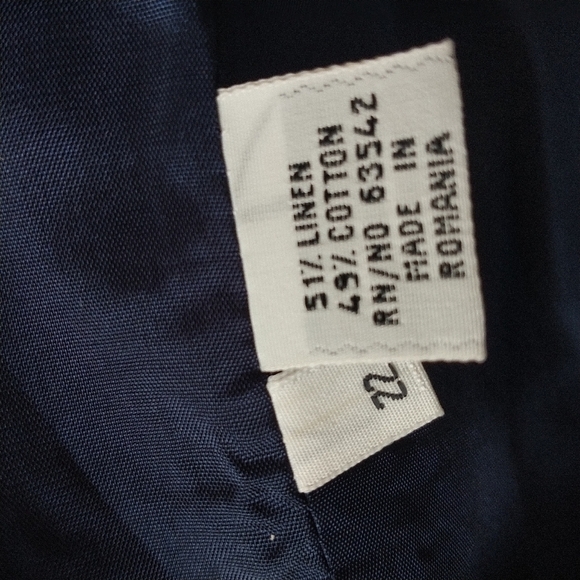 51% LINEN
49% COTTON
RN/NO 63542
MADE IN
ROMANIA
22